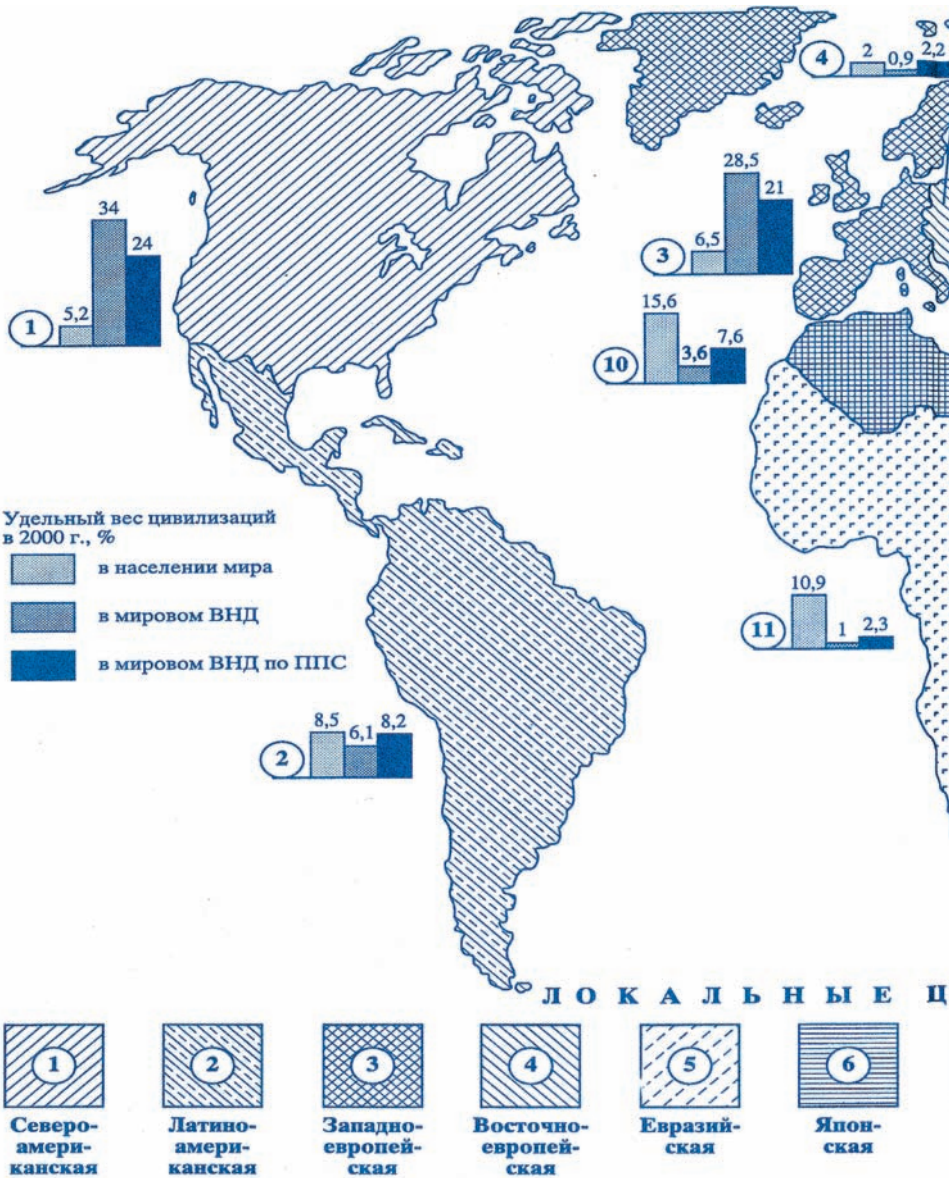 4
2
0,9
2,2
28,5
21
6,5
3
34
24
5,2
1
15,6
3,6
7,6
10
Удельный вес цивилизаций
в 2000 г., %
в населении мира
в мировом ВНД
в мировом ВНД по ППС
10,9
1
2,3
11
8,5
6,1
8,2
2
ЛОКАЛЬНЫЕ Ц
1
2
3
4
5
6
Северо-
амери-
канская
Латино-
амери-
канская
Западно-
европей-
ская
Восточно-
европей-
ская
Евразий-
ская
Япон-
ская